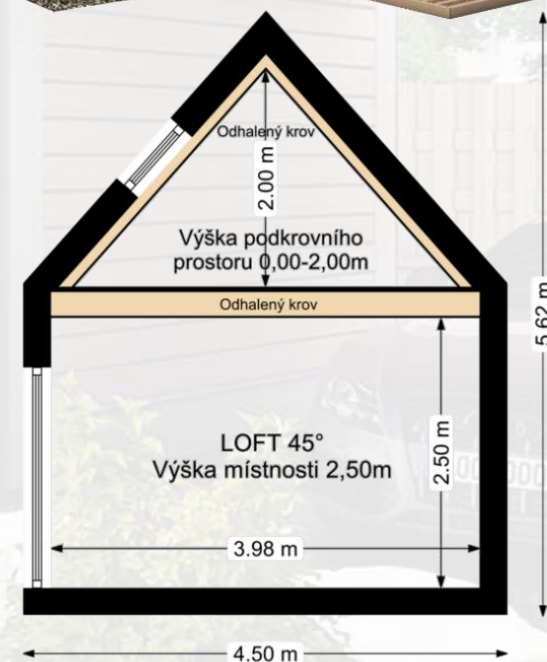 Odhalený krov
2.00 m
Výška podkrovního
prostoru 0,00-2,00m
Odhalený krov
5.62 m
LOFT 45°
Výška místnosti 2,50m
2.50 m
3.98 m
4.50 m